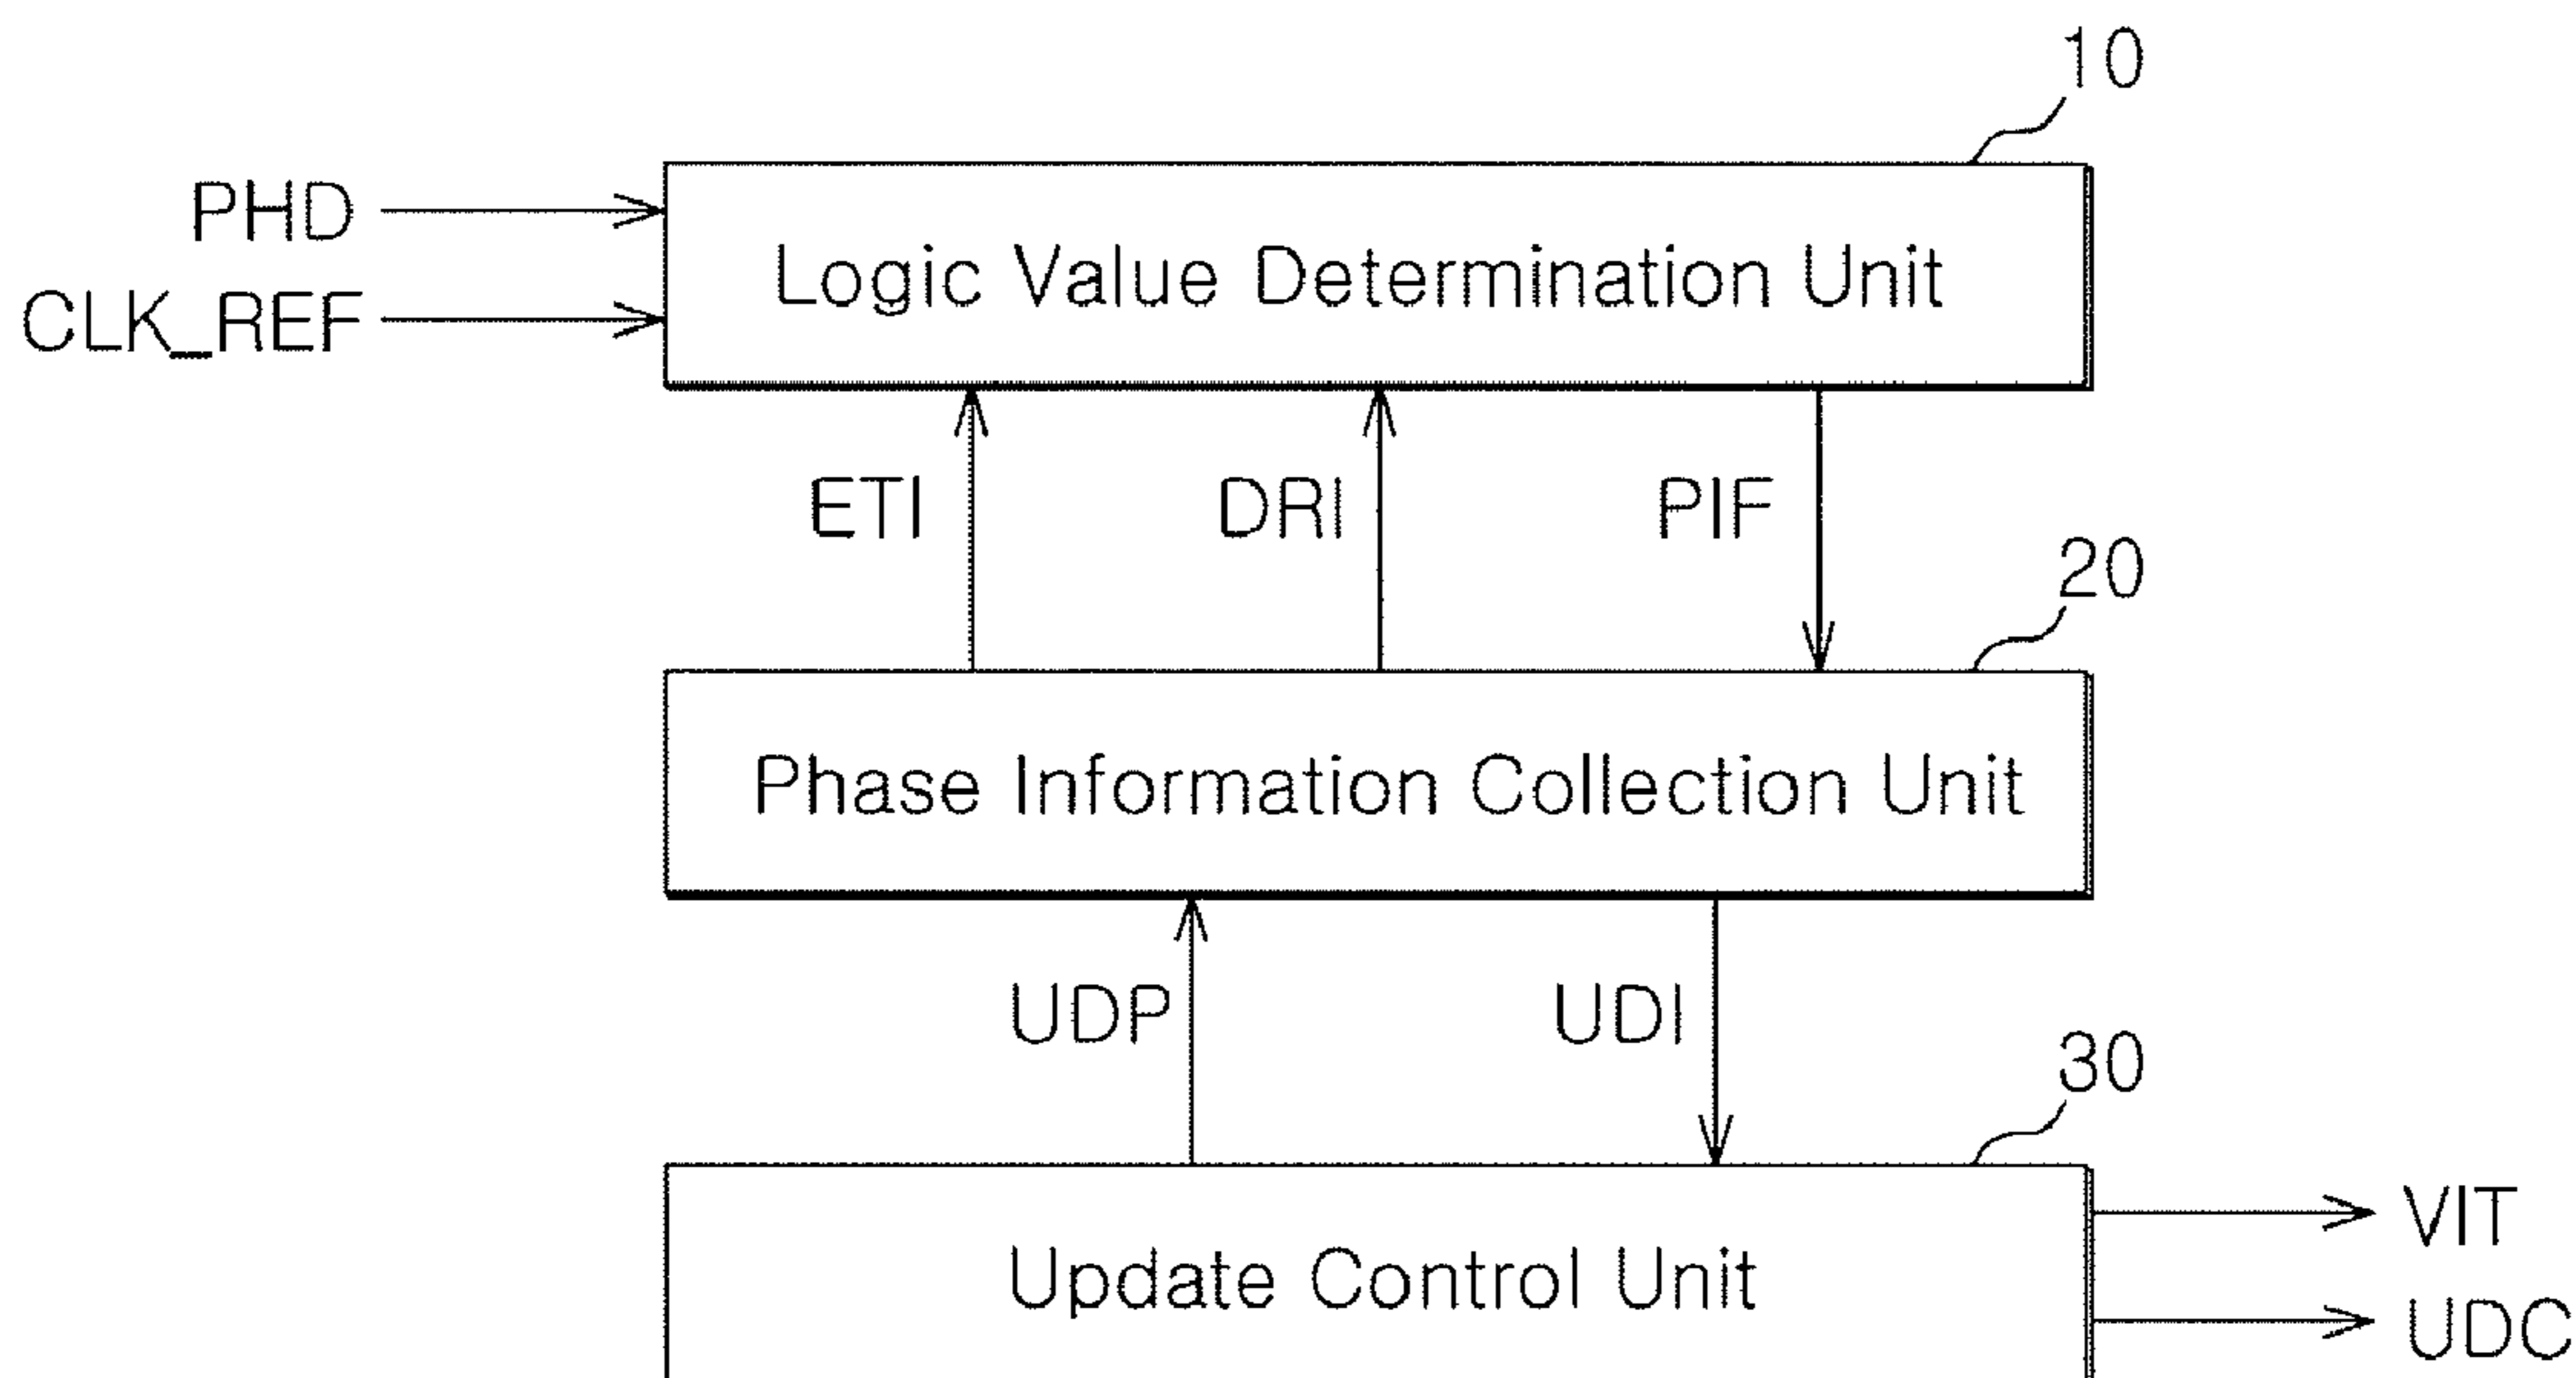 10
PHD
Logic Value Determination Unit
CLK_REF
ETI
DRI
PIF
20
Phase Information Collection Unit
UDP
UDI
30
VIT
Update Control Unit
UDC